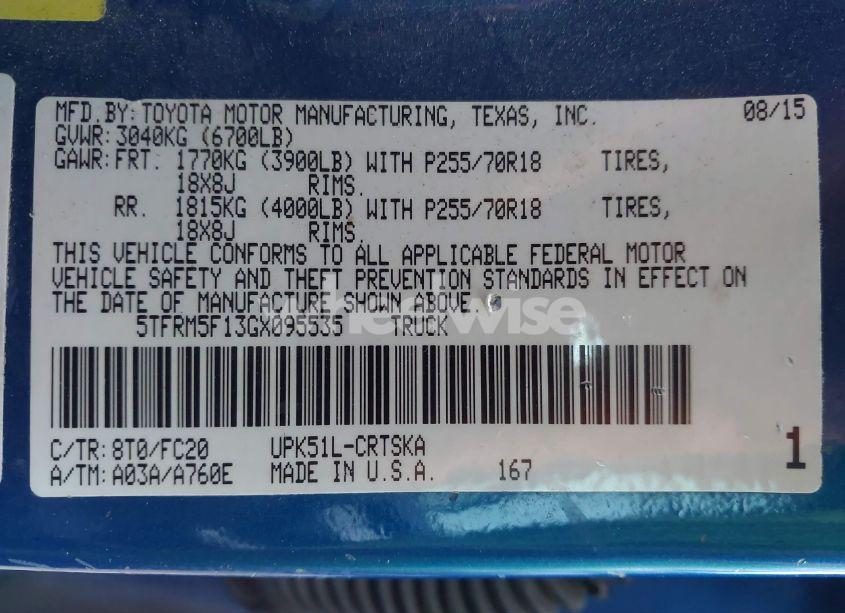 MFD.BY: TOYOTA MOTOR MANUFACTURING, TEXAS, INC. 08/15
GVWR: 3040KG (6700LB)
GAWR: FRT. 1770KG (3900LB) WITH P255/70R18 TIRES,
18X8J RIMS.
RR. 1815KG (4000LB) WITH P255/70R18 TIRES,
18X8J RIMS.
THIS VEHICLE CONFORMS TO ALL APPLICABLE FEDERAL MOTOR
VEHICLE SAFETY AND THEFT PREVENTION STANDARDS IN EFFECT ON
THE DATE OF MANUFACTURE SHOWN ABOVE.
wheelwise
5TFRM5F13GX095535 TRUCK
C/TR: 8T0/FC20 UPK51L-CRTSKA
A/TM: A03A/A760E MADE IN U.S.A. 167
1